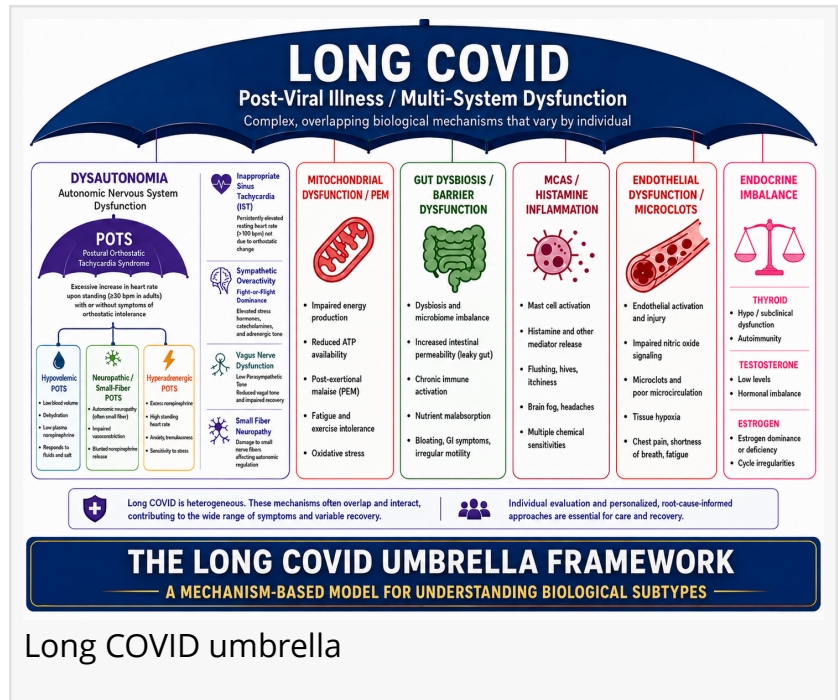 LONG COVID
Post-Viral Illness / Multi-System Dysfunction
Complex, overlapping biological mechanisms that vary by individual
DYSAUTONOMIA
Autonomic Nervous System
Dysfunction
POTS
Postural Orthostatic
Tachycardia Syndrome
Excessive increase in heart rate
upon standing (≥30 bpm in adults)
with or without symptoms of
orthostatic intolerance
Hypovolemic
POTS
• Low blood volume
• Dehydration
• Low plasma
norepinephrine
• Responds to
fluids and salt
Neuropathic /
Small-Fiber
POTS
• Autonomic neuropathy
(often small fiber)
• Impaired
vasoconstriction
• Blunted norepinephrine
release
Hyperadrenergic
POTS
• Excess norepinephrine
• High standing
heart rate
• Anxiety, tremulousness
• Sensitivity to stress
Inappropriate
Sinus
Tachycardia
(IST)
Persistently elevated
resting heart rate
(>100 bpm) not
due to orthostatic
change
Sympathetic
Overactivity
Fight-or-Flight
Dominance
Elevated stress
hormones,
catecholamines,
and adrenergic tone
Vagus Nerve
Dysfunction
Low Parasympathetic
Tone
Reduced vagal tone
and impaired recovery
Small Fiber
Neuropathy
Damage to small
nerve fibers
affecting autonomic
regulation
MITOCHONDRIAL
DYSFUNCTION / PEM
• Impaired energy
production
• Reduced ATP
availability
• Post-exertional
malaise (PEM)
• Fatigue and
exercise intolerance
• Oxidative stress
GUT DYSBIOSIS /
BARRIER
DYSFUNCTION
• Dysbiosis and
microbiome imbalance
• Increased intestinal
permeability (leaky gut)
• Chronic immune
activation
• Nutrient malabsorption
• Bloating, GI symptoms,
irregular motility
MCAS /
HISTAMINE
INFLAMMATION
• Mast cell activation
• Histamine and other
mediator release
• Flushing, hives,
itchiness
• Brain fog, headaches
• Multiple chemical
sensitivities
ENDOTHELIAL
DYSFUNCTION /
MICROCLOTS
• Endothelial activation
and injury
• Impaired nitric oxide
signaling
• Microclots and
poor microcirculation
• Tissue hypoxia
• Chest pain, shortness
of breath, fatigue
ENDOCRINE
IMBALANCE
THYROID
• Hypo / subclinical
dysfunction
• Autoimmunity
TESTOSTERONE
• Low levels
• Hormonal imbalance
ESTROGEN
• Estrogen dominance
or deficiency
• Cycle irregularities
Long COVID is heterogeneous. These mechanisms often overlap and interact,
contributing to the wide range of symptoms and variable recovery.
Individual evaluation and personalized, root-cause-informed
approaches are essential for care and recovery.
THE LONG COVID UMBRELLA FRAMEWORK
A MECHANISM-BASED MODEL FOR UNDERSTANDING BIOLOGICAL SUBTYPES
Long COVID umbrella